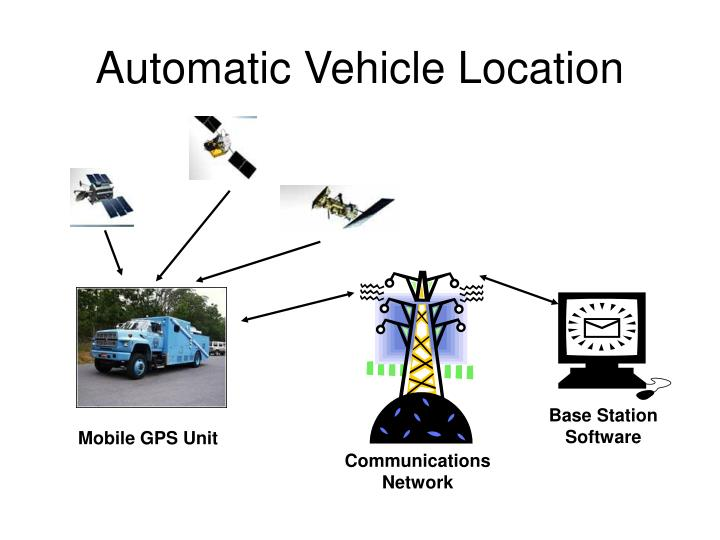 Automatic Vehicle Location
Mobile GPS Unit
Communications
Network
Base Station
Software